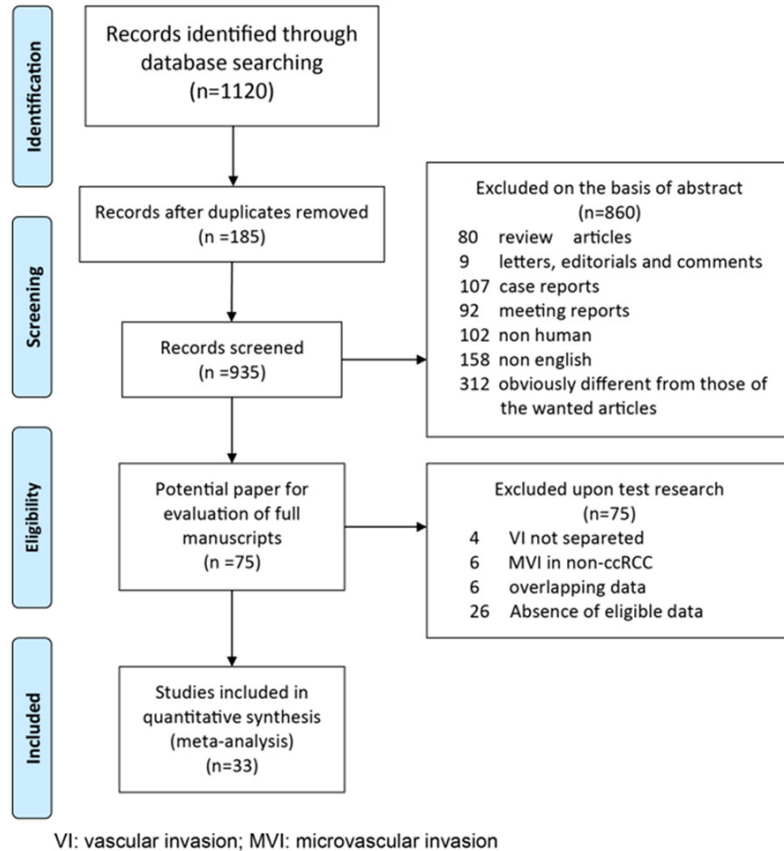 Identification
Records identified through
database searching
(n=1120)
Records after duplicates removed
(n =185)
Screening
Records screened
(n =935)
Excluded on the basis of abstract
(n=860)
80 review articles
9 letters, editorials and comments
107 case reports
92 meeting reports
102 non human
158 non english
312 obviously different from those of
the wanted articles
Eligibility
Potential paper for
evaluation of full
manuscripts
(n =75)
Excluded upon test research
(n=75)
4 VI not separeted
6 MVI in non-ccRCC
6 overlapping data
26 Absence of eligible data
Included
Studies included in
quantitative synthesis
(meta-analysis)
(n=33)
VI: vascular invasion; MVI: microvascular invasion